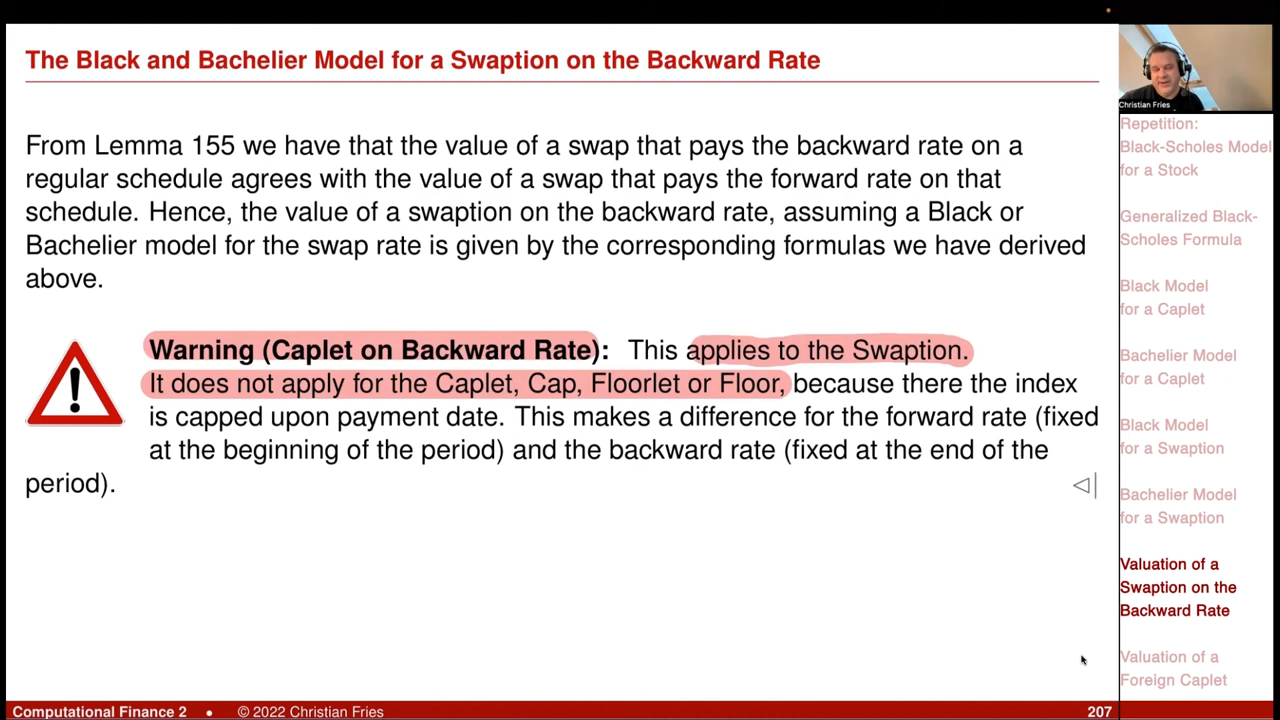 The Black and Bachelier Model for a Swaption on the Backward Rate
From Lemma 155 we have that the value of a swap that pays the backward rate on a
regular schedule agrees with the value of a swap that pays the forward rate on that
schedule. Hence, the value of a swaption on the backward rate, assuming a Black or
Bachelier model for the swap rate is given by the corresponding formulas we have derived
above.
Warning (Caplet on Backward Rate): This applies to the Swaption.
It does not apply for the Caplet, Cap, Floorlet or Floor, because there the index
is capped upon payment date. This makes a difference for the forward rate (fixed
at the beginning of the period) and the backward rate (fixed at the end of the
period).
Christian Fries
Repetition:
Black-Scholes Model
for a Stock
Generalized Black-
Scholes Formula
Black Model
for a Caplet
Bachelier Model
for a Caplet
Black Model
for a Swaption
Bachelier Model
for a Swaption
Valuation of a
Swaption on the
Backward Rate
Valuation of a
Foreign Caplet
Computational Finance 2 • © 2022 Christian Fries 207